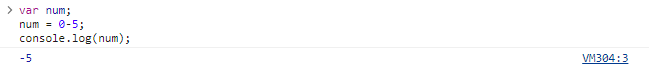 > var num;
num = 0-5;
console.log(num);
-5 VM304:3